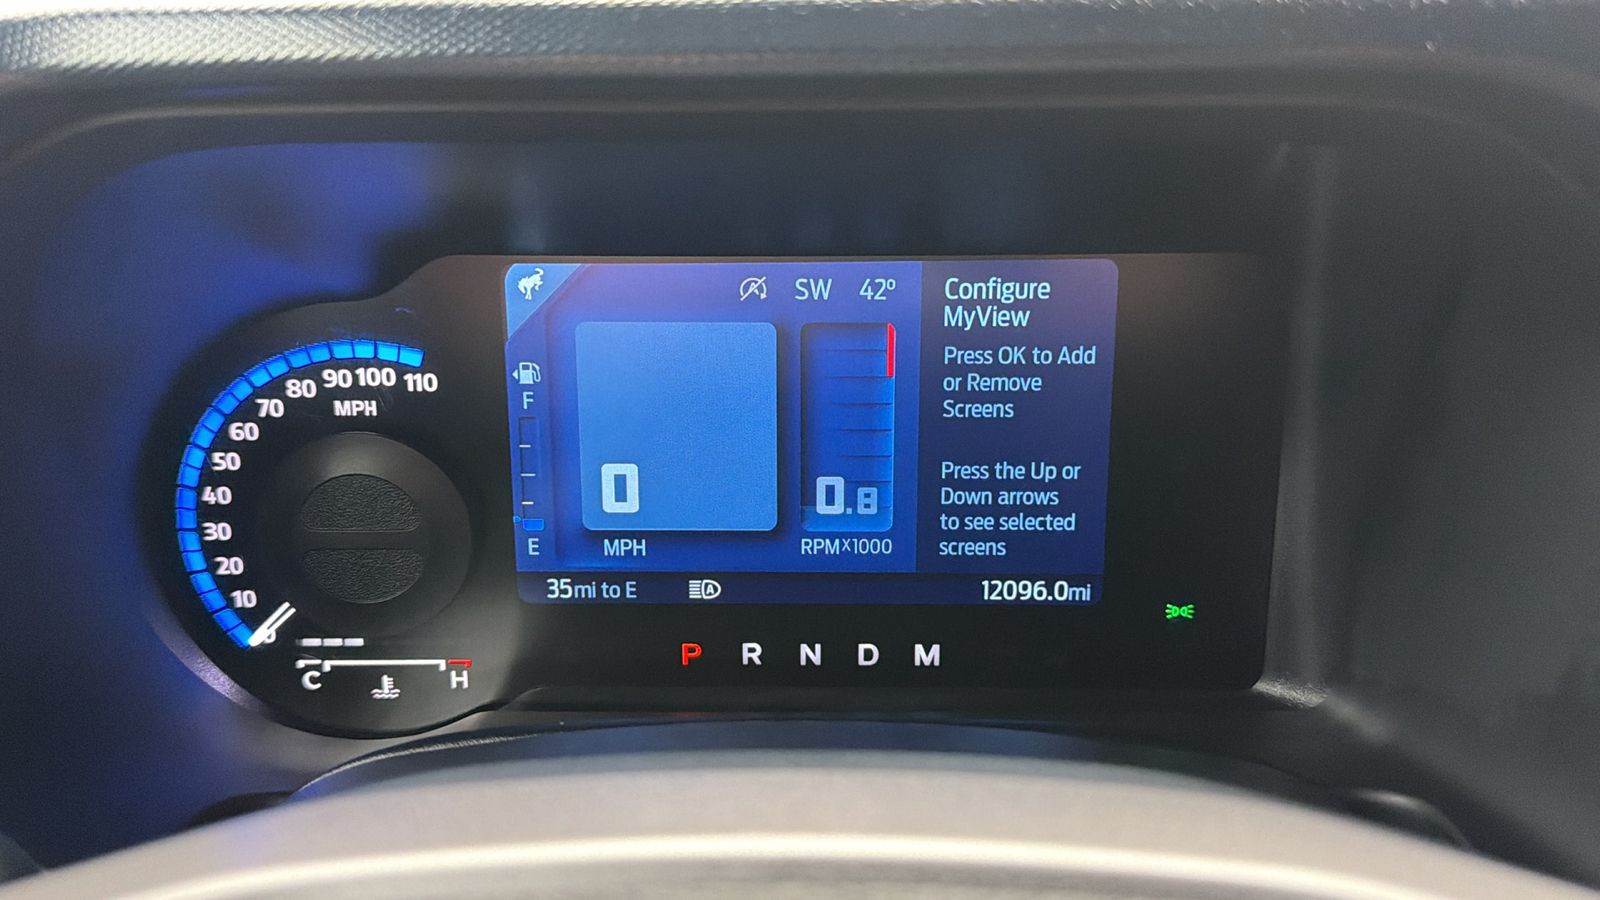 SW 42°
Configure
MyView
Press OK to Add
or Remove
Screens
Press the Up or
Down arrows
to see selected
screens
F
E
0
MPH
0.8
RPMX1000
35mi to E
A
12096.0mi
110
100
90
80
70
60
50
40
30
20
10
0
MPH
C H
P R N D M